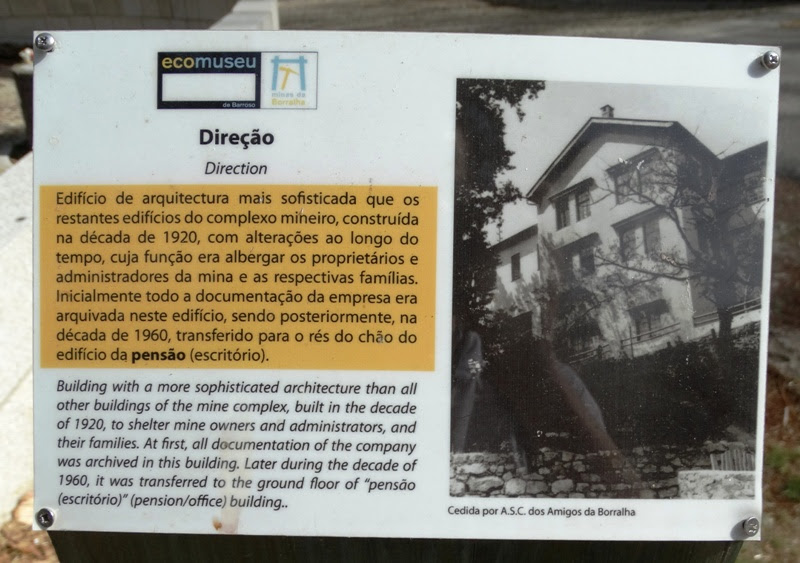 ecomuseu
de Barroso
minas da
Borralha
Direção
Direction
Edifício de arquitectura mais sofisticada que os
restantes edifícios do complexo mineiro, construída
na década de 1920, com alterações ao longo do
tempo, cuja função era albergar os proprietários e
administradores da mina e as respectivas famílias.
Inicialmente todo a documentação da empresa era
arquivada neste edifício, sendo posteriormente, na
década de 1960, transferido para o rés do chão do
edifício da pensão (escritório).
Building with a more sophisticated architecture than all
other buildings of the mine complex, built in the decade
of 1920, to shelter mine owners and administrators, and
their families. At first, all documentation of the company
was archived in this building. Later during the decade of
1960, it was transferred to the ground floor of “pensão
(escritório)” (pension/office) building..
Cedida por A.S.C. dos Amigos da Borralha